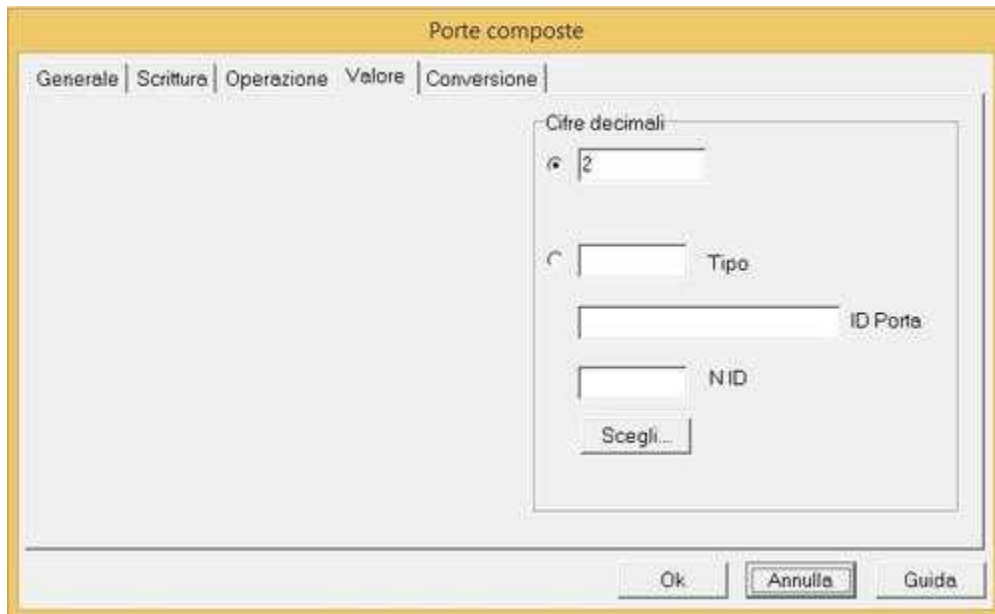 Porte composte
Generale Scrittura Operazione Valore Conversione
Cifre decimali
2
Tipo
ID Porta
N ID
Scegli...
Ok Annulla Guida